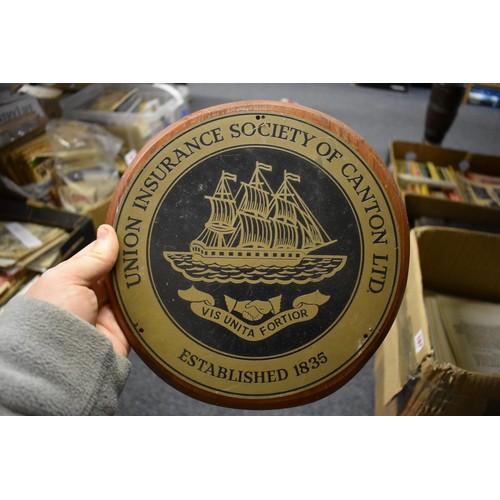 UNION INSURANCE SOCIETY OF CANTON LTD.
VIS UNITA FORTIOR
ESTABLISHED 1835